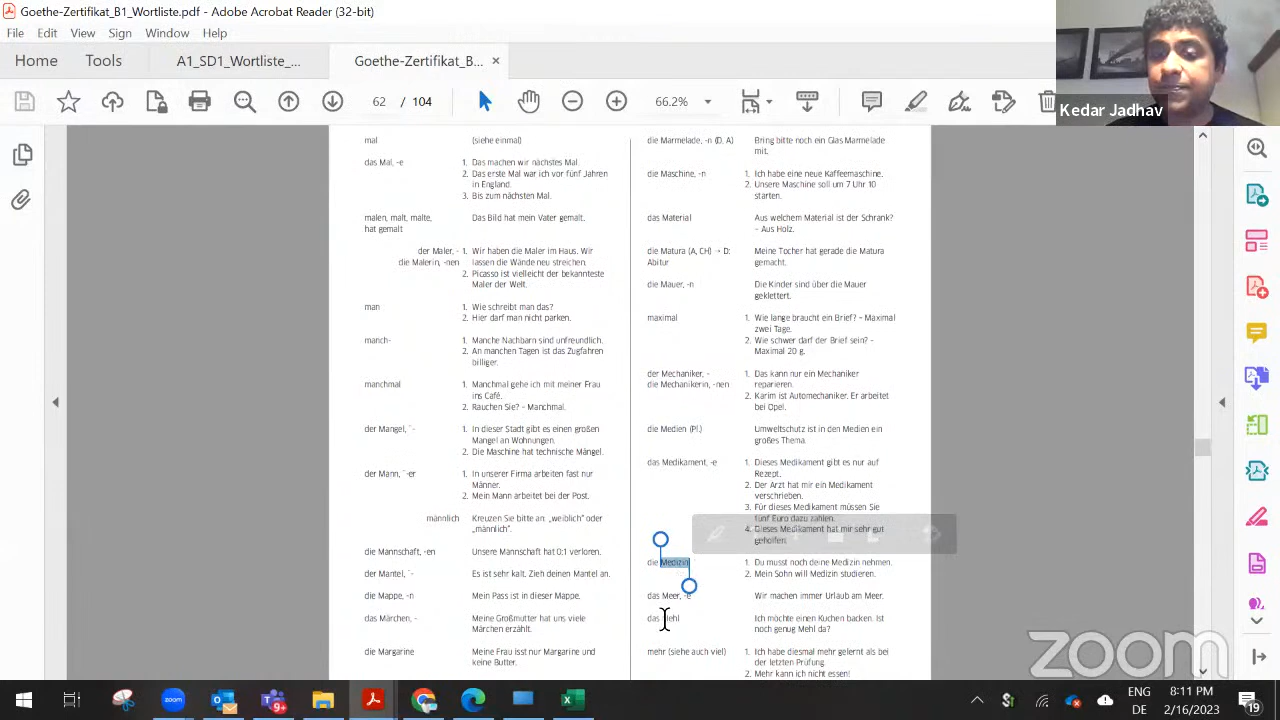 Goethe-Zertifikat_B1_Wortliste.pdf - Adobe Acrobat Reader (32-bit)
File Edit View Sign Window Help
Home Tools A1_SD1_Wortliste_... Goethe-Zertifikat_B... ×
62 / 104 66.2%
Kedar Jadhav
mal (siehe einmal)
das Mal, -e 1. Das machen wir nächstes Mal.
2. Das erste Mal war ich vor fünf Jahren
in England.
3. Bis zum nächsten Mal.
malen, malt, malte, Das Bild hat mein Vater gemalt.
hat gemalt
der Maler, - 1. Wir haben die Maler im Haus. Wir
die Malerin, -nen lassen die Wände neu streichen.
2. Picasso ist vielleicht der bekannteste
Maler der Welt.
man 1. Wie schreibt man das?
2. Hier darf man nicht parken.
manch- 1. Manche Nachbarn sind unfreundlich.
2. An manchen Tagen ist das Zugfahren
billiger.
manchmal 1. Manchmal gehe ich mit meiner Frau
ins Café.
2. Rauchen Sie? – Manchmal.
der Mangel, ¨- 1. In dieser Stadt gibt es einen großen
Mangel an Wohnungen.
2. Die Maschine hat technische Mängel.
der Mann, ¨-er 1. In unserer Firma arbeiten fast nur
Männer.
2. Mein Mann arbeitet bei der Post.
männlich Kreuzen Sie bitte an: „weiblich“ oder
„männlich“.
die Mannschaft, -en Unsere Mannschaft hat 0:1 verloren.
der Mantel, ¨- Es ist sehr kalt. Zieh deinen Mantel an.
die Mappe, -n Mein Pass ist in dieser Mappe.
das Märchen, - Meine Großmutter hat uns viele
Märchen erzählt.
die Margarine Meine Frau isst nur Margarine und
keine Butter.
die Marmelade, -n (D, A) Bring bitte noch ein Glas Marmelade
mit.
die Maschine, -n 1. Ich habe eine neue Kaffeemaschine.
2. Unsere Maschine soll um 7 Uhr 10
starten.
das Material Aus welchem Material ist der Schrank?
– Aus Holz.
die Matura (A, CH) → D: Meine Tocher hat gerade die Matura
Abitur gemacht.
die Mauer, -n Die Kinder sind über die Mauer
geklettert.
maximal 1. Wie lange braucht ein Brief? – Maximal
zwei Tage.
2. Wie schwer darf der Brief sein? –
Maximal 20 g.
der Mechaniker, - 1. Das kann nur ein Mechaniker
die Mechanikerin, -nen reparieren.
2. Karim ist Automechaniker. Er arbeitet
bei Opel.
die Medien (Pl.) Umweltschutz ist in den Medien ein
großes Thema.
das Medikament, -e 1. Dieses Medikament gibt es nur auf
Rezept.
2. Der Arzt hat mir ein Medikament
verschrieben.
3. Für dieses Medikament müssen Sie
fünf Euro dazu zahlen.
4. Dieses Medikament hat mir sehr gut
geholfen.
die Medizin 1. Du musst noch deine Medizin nehmen.
2. Mein Sohn will Medizin studieren.
das Meer, -e Wir machen immer Urlaub am Meer.
das Mehl Ich möchte einen Kuchen backen. Ist
noch genug Mehl da?
mehr (siehe auch viel) 1. Ich habe diesmal mehr gelernt als bei
der letzten Prüfung.
2. Mehr kann ich nicht essen!
zoom
zoom
9+
ENG
DE
8:11 PM
2/16/2023
19